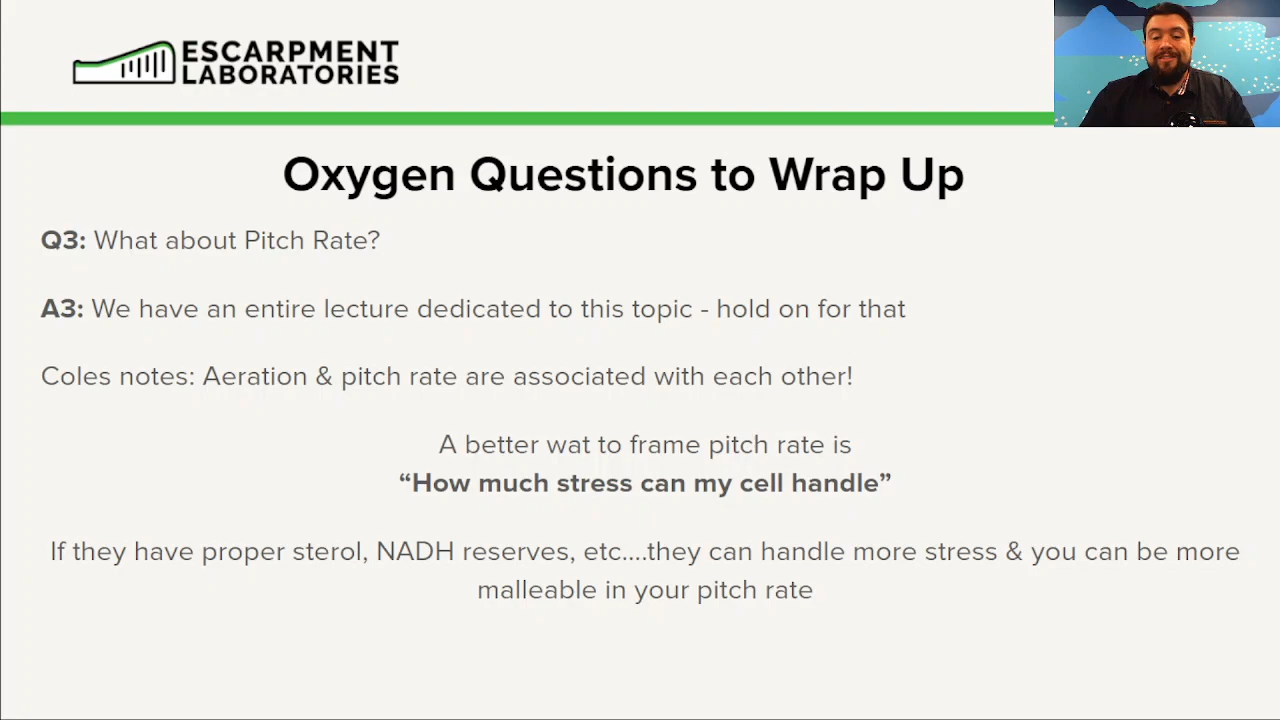 ESCARPMENT
LABORATORIES
Oxygen Questions to Wrap Up
Q3: What about Pitch Rate?
A3: We have an entire lecture dedicated to this topic - hold on for that
Coles notes: Aeration & pitch rate are associated with each other!
A better wat to frame pitch rate is
“How much stress can my cell handle”
If they have proper sterol, NADH reserves, etc....they can handle more stress & you can be more
malleable in your pitch rate